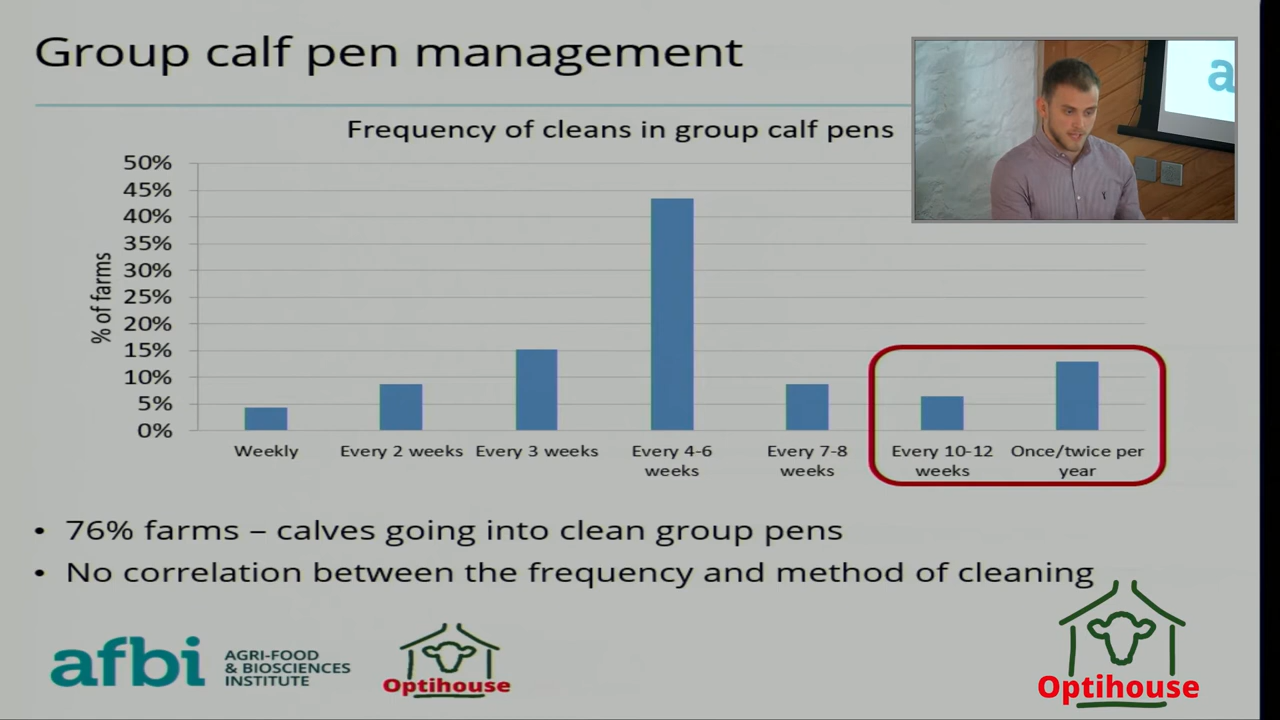 Group calf pen management
a
Frequency of cleans in group calf pens
% of farms
50%
45%
40%
35%
30%
25%
20%
15%
10%
5%
0%
Weekly
Every 2 weeks
Every 3 weeks
Every 4-6
weeks
Every 7-8
weeks
Every 10-12
weeks
Once/twice per
year
• 76% farms – calves going into clean group pens
• No correlation between the frequency and method of cleaning
afbi
AGRI-FOOD
& BIOSCIENCES
INSTITUTE
Optihouse
Optihouse